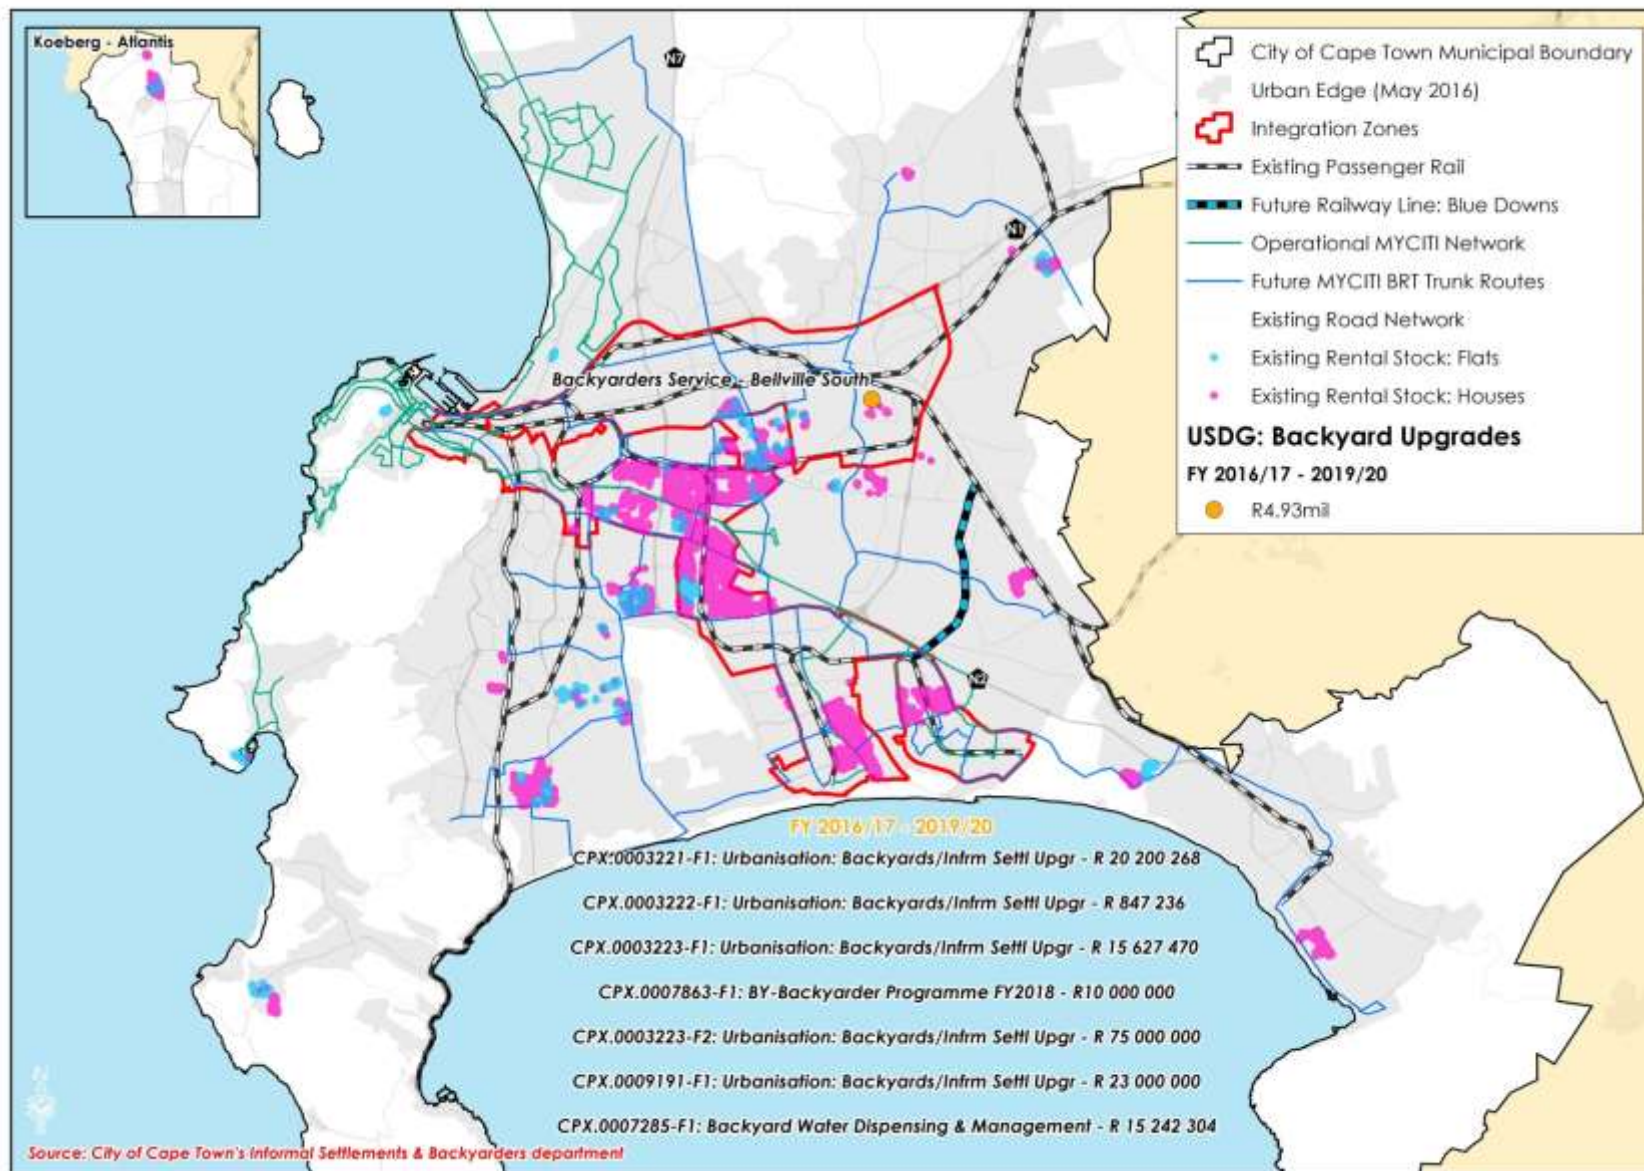 Koeberg - Atlantis
N7
N1
City of Cape Town Municipal Boundary
Urban Edge (May 2016)
Integration Zones
Existing Passenger Rail
Future Railway Line: Blue Downs
Operational MYCITI Network
Future MYCITI BRT Trunk Routes
Existing Road Network
Existing Rental Stock: Flats
Existing Rental Stock: Houses
USDG: Backyard Upgrades
FY 2016/17 - 2019/20
R4.93mil
Backyarders Service - Bellville South
N2
FY 2016/17 - 2019/20
CPX.0003221-F1: Urbanisation: Backyards/Infrm Settl Upgr - R 20 200 268
CPX.0003222-F1: Urbanisation: Backyards/Infrm Settl Upgr - R 847 236
CPX.0003223-F1: Urbanisation: Backyards/Infrm Settl Upgr - R 15 627 470
CPX.0007863-F1: BY-Backyarder Programme FY2018 - R10 000 000
CPX.0003223-F2: Urbanisation: Backyards/Infrm Settl Upgr - R 75 000 000
CPX.0009191-F1: Urbanisation: Backyards/Infrm Settl Upgr - R 23 000 000
CPX.0007285-F1: Backyard Water Dispensing & Management - R 15 242 304
Source: City of Cape Town's Informal Settlements & Backyarders department